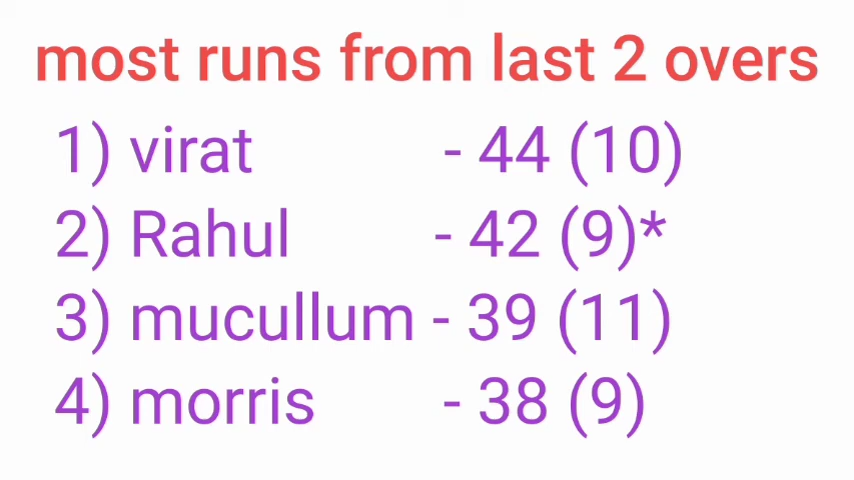 most runs from last 2 overs
1) virat - 44 (10)
2) Rahul - 42 (9)*
3) mucullum - 39 (11)
4) morris - 38 (9)